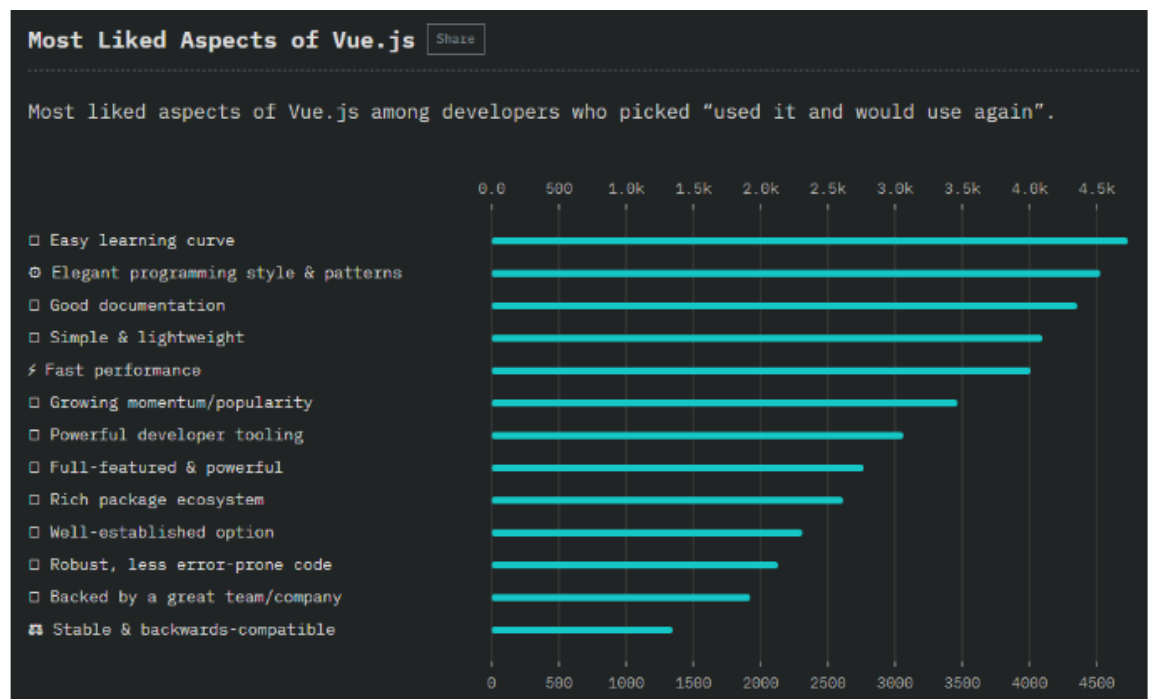 Most Liked Aspects of Vue.js Share
Most liked aspects of Vue.js among developers who picked “used it and would use again”.
0.0 500 1.0k 1.5k 2.0k 2.5k 3.0k 3.5k 4.0k 4.5k
Easy learning curve
Elegant programming style & patterns
Good documentation
Simple & lightweight
Fast performance
Growing momentum/popularity
Powerful developer tooling
Full-featured & powerful
Rich package ecosystem
Well-established option
Robust, less error-prone code
Backed by a great team/company
Stable & backwards-compatible
0 500 1000 1500 2000 2500 3000 3500 4000 4500